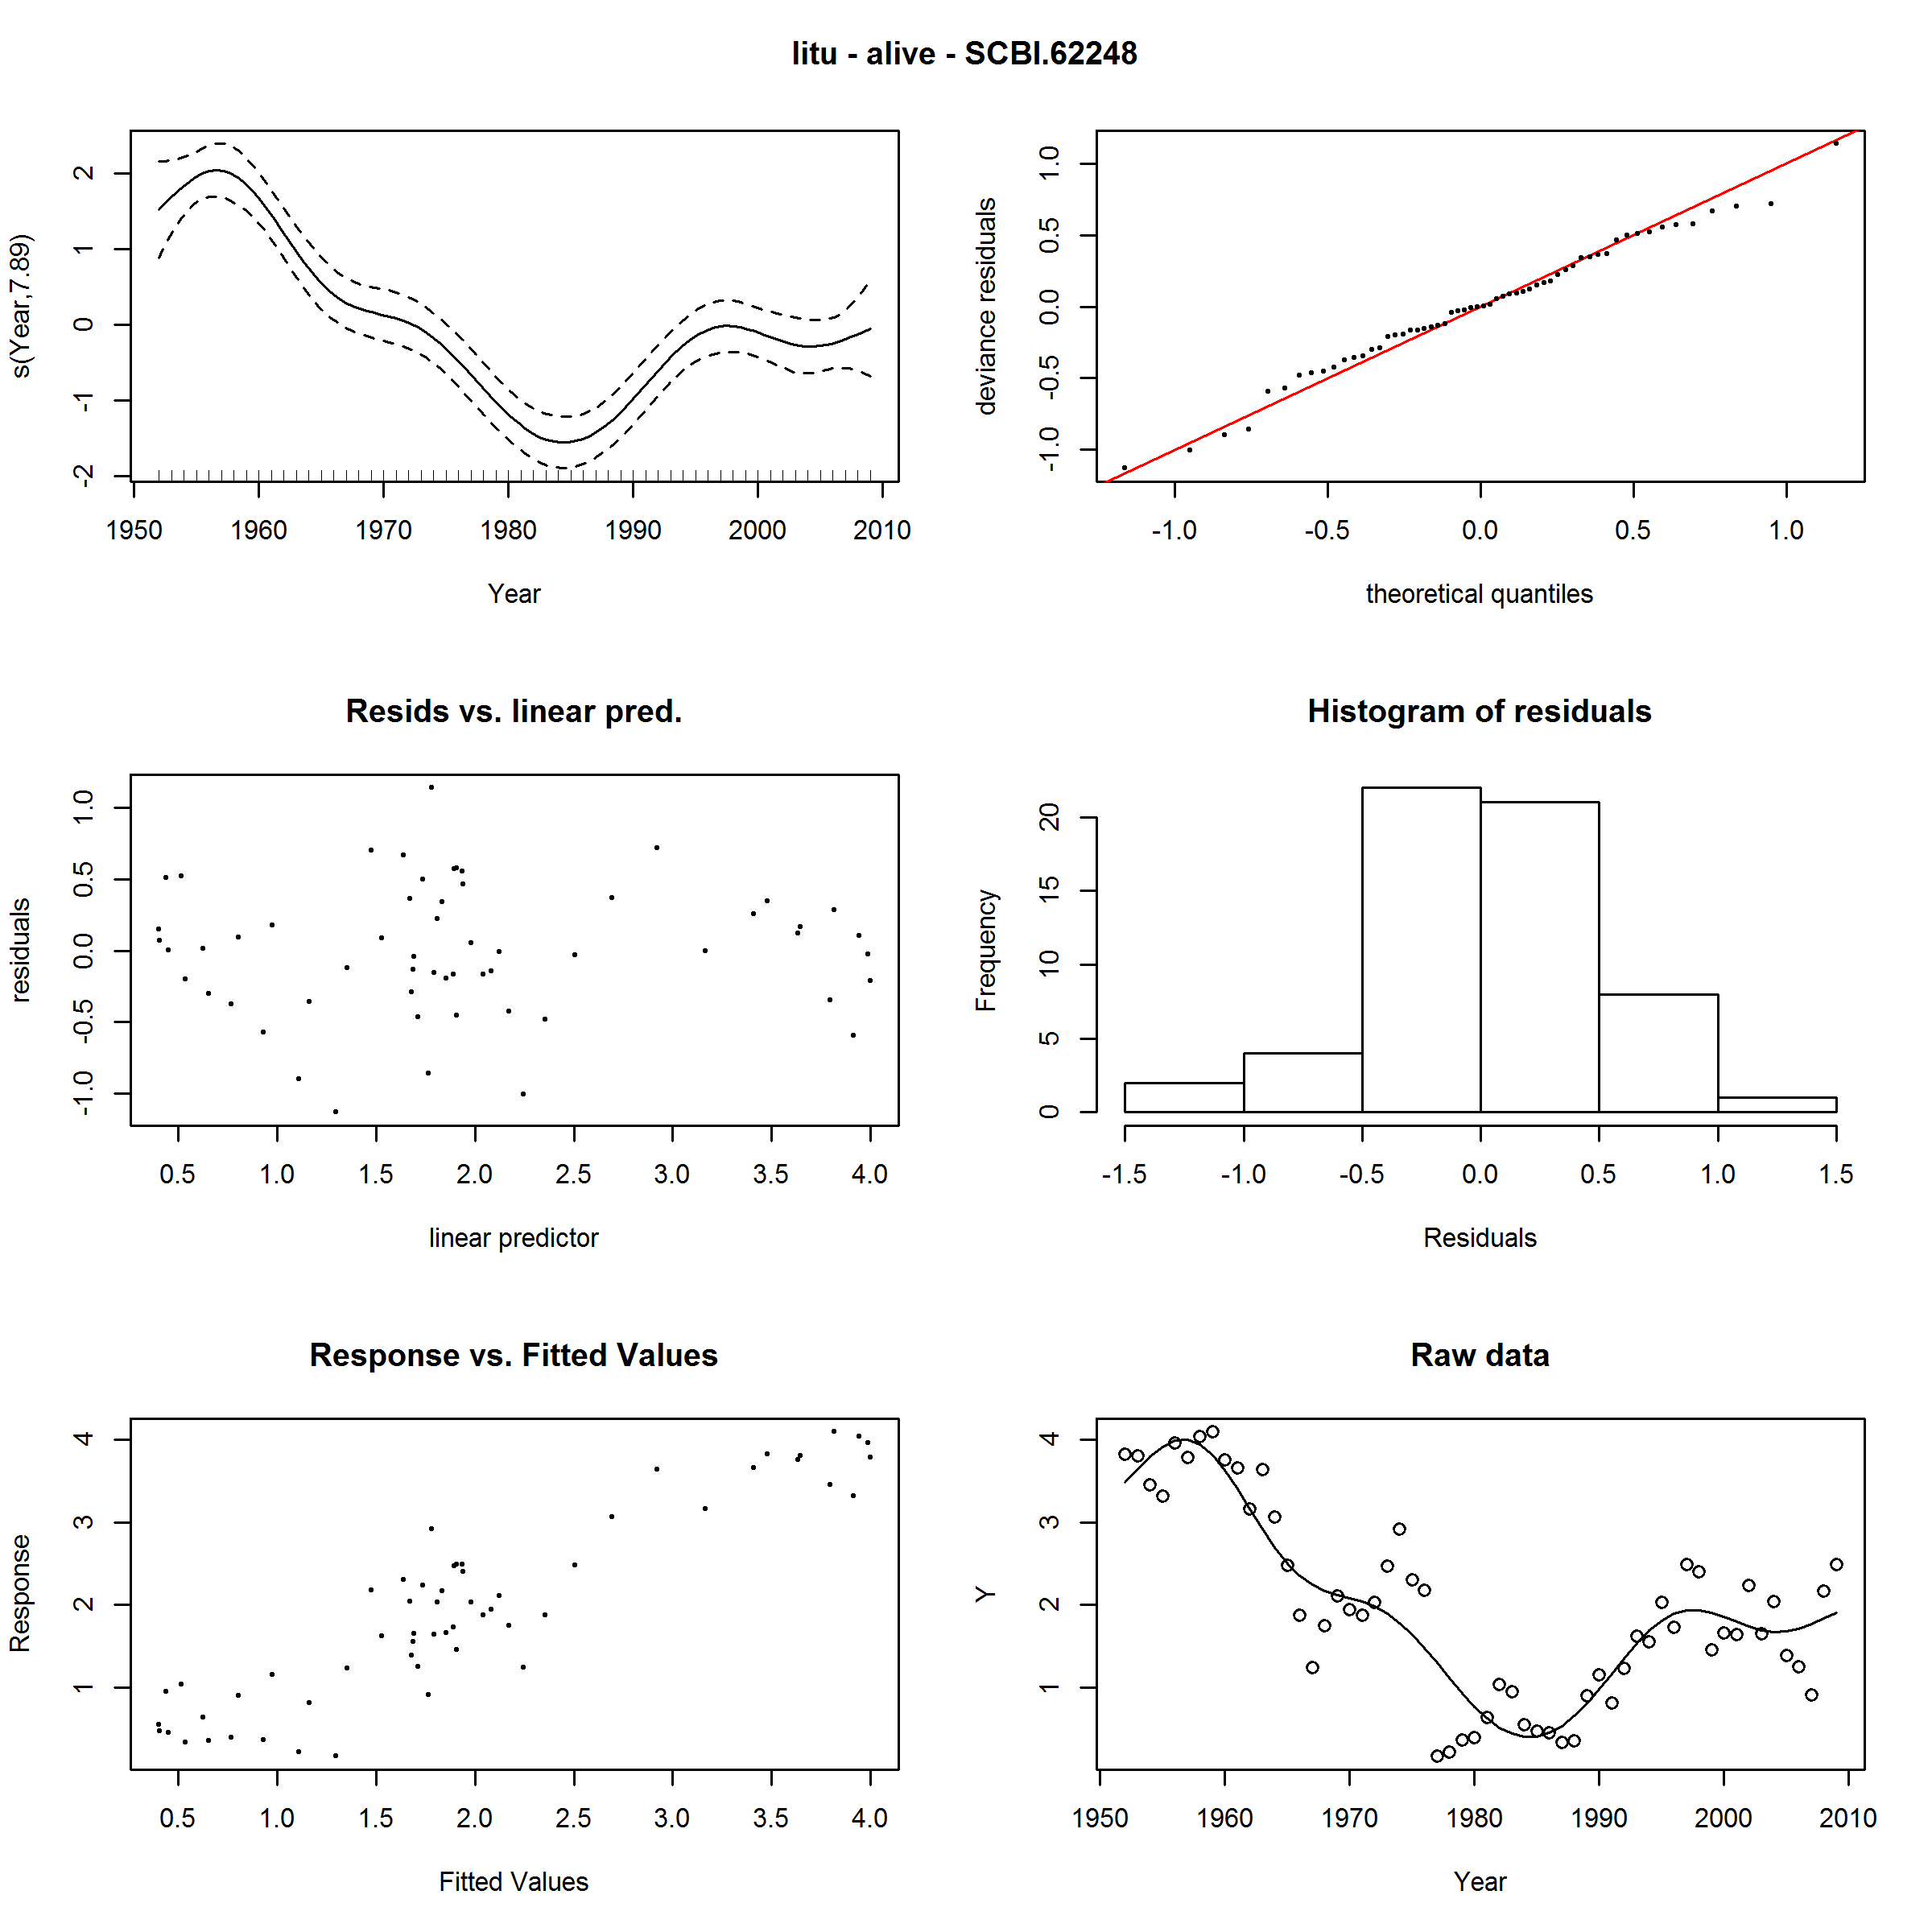 litu - alive - SCBI.62248
s(Year,7.89)
2
1
0
-1
-2
1950 1960 1970 1980 1990 2000 2010
Year
deviance residuals
1.0
0.5
0.0
-0.5
-1.0
-1.0 -0.5 0.0 0.5 1.0
theoretical quantiles
Resids vs. linear pred.
residuals
1.0
0.5
0.0
-0.5
-1.0
0.5 1.0 1.5 2.0 2.5 3.0 3.5 4.0
linear predictor
Histogram of residuals
Frequency
20
15
10
5
0
-1.5 -1.0 -0.5 0.0 0.5 1.0 1.5
Residuals
Response vs. Fitted Values
Response
4
3
2
1
0.5 1.0 1.5 2.0 2.5 3.0 3.5 4.0
Fitted Values
Raw data
Y
4
3
2
1
1950 1960 1970 1980 1990 2000 2010
Year